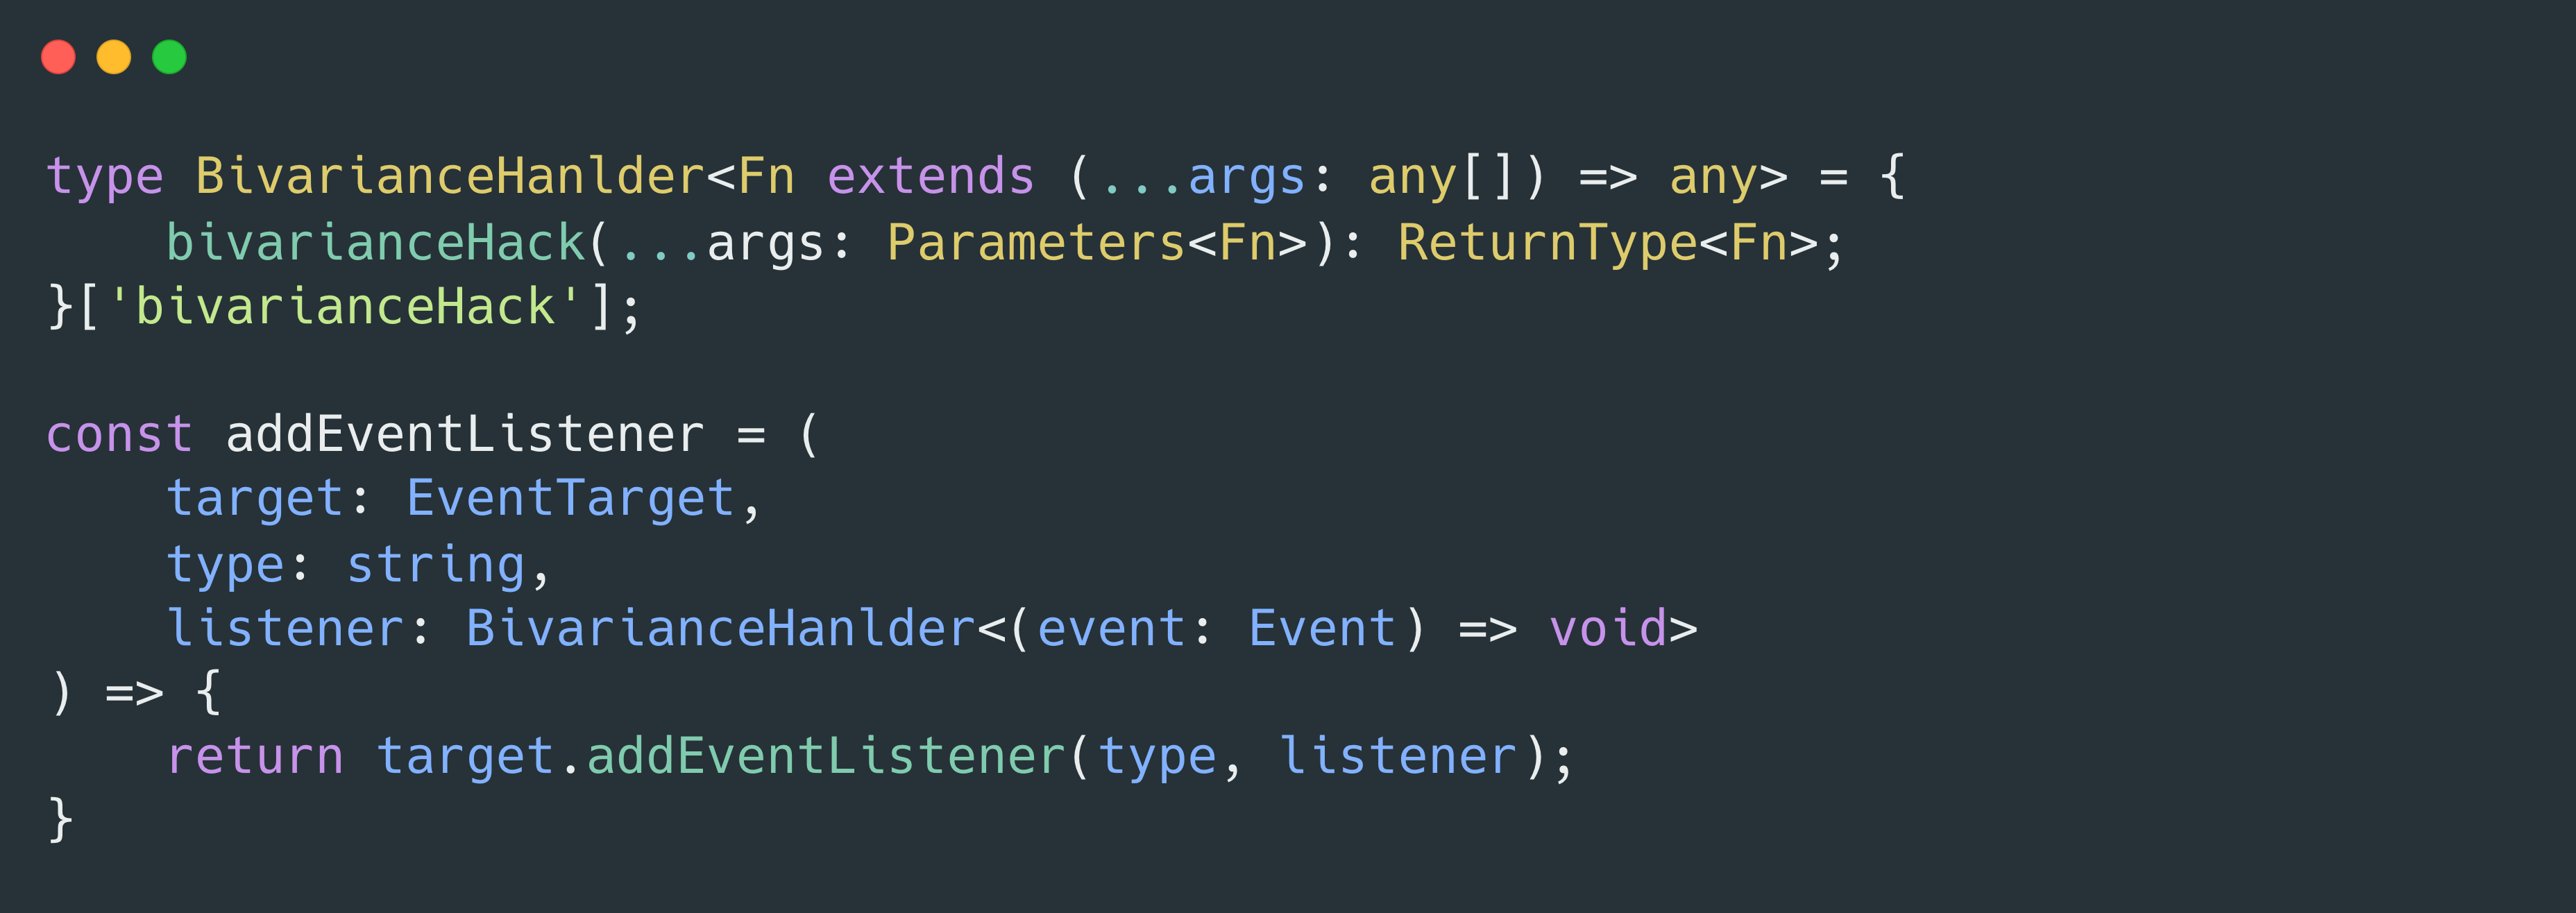 type BivarianceHanlder<Fn extends (...args: any[]) => any> = {
    bivarianceHack(...args: Parameters<Fn>): ReturnType<Fn>;
}['bivarianceHack'];

const addEventListener = (
    target: EventTarget,
    type: string,
    listener: BivarianceHanlder<(event: Event) => void>
) => {
    return target.addEventListener(type, listener);
}